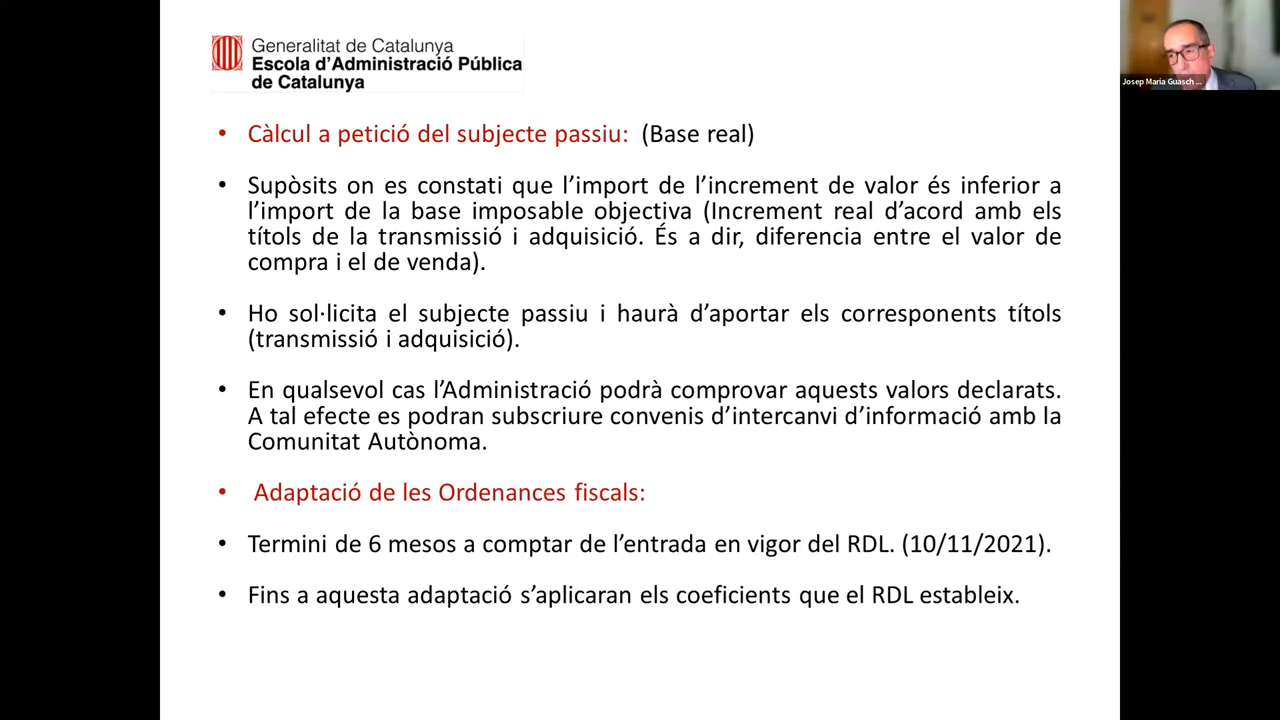 Generalitat de Catalunya
Escola d'Administració Pública
de Catalunya
Josep Maria Guasch ...
• Càlcul a petició del subjecte passiu: (Base real)
• Supòsits on es constati que l'import de l'increment de valor és inferior a
l'import de la base imposable objectiva (Increment real d'acord amb els
títols de la transmissió i adquisició. És a dir, diferencia entre el valor de
compra i el de venda).
• Ho sol·licita el subjecte passiu i haurà d'aportar els corresponents títols
(transmissió i adquisició).
• En qualsevol cas l'Administració podrà comprovar aquests valors declarats.
A tal efecte es podran subscriure convenis d'intercanvi d'informació amb la
Comunitat Autònoma.
• Adaptació de les Ordenances fiscals:
• Termini de 6 mesos a comptar de l'entrada en vigor del RDL. (10/11/2021).
• Fins a aquesta adaptació s'aplicaran els coeficients que el RDL estableix.